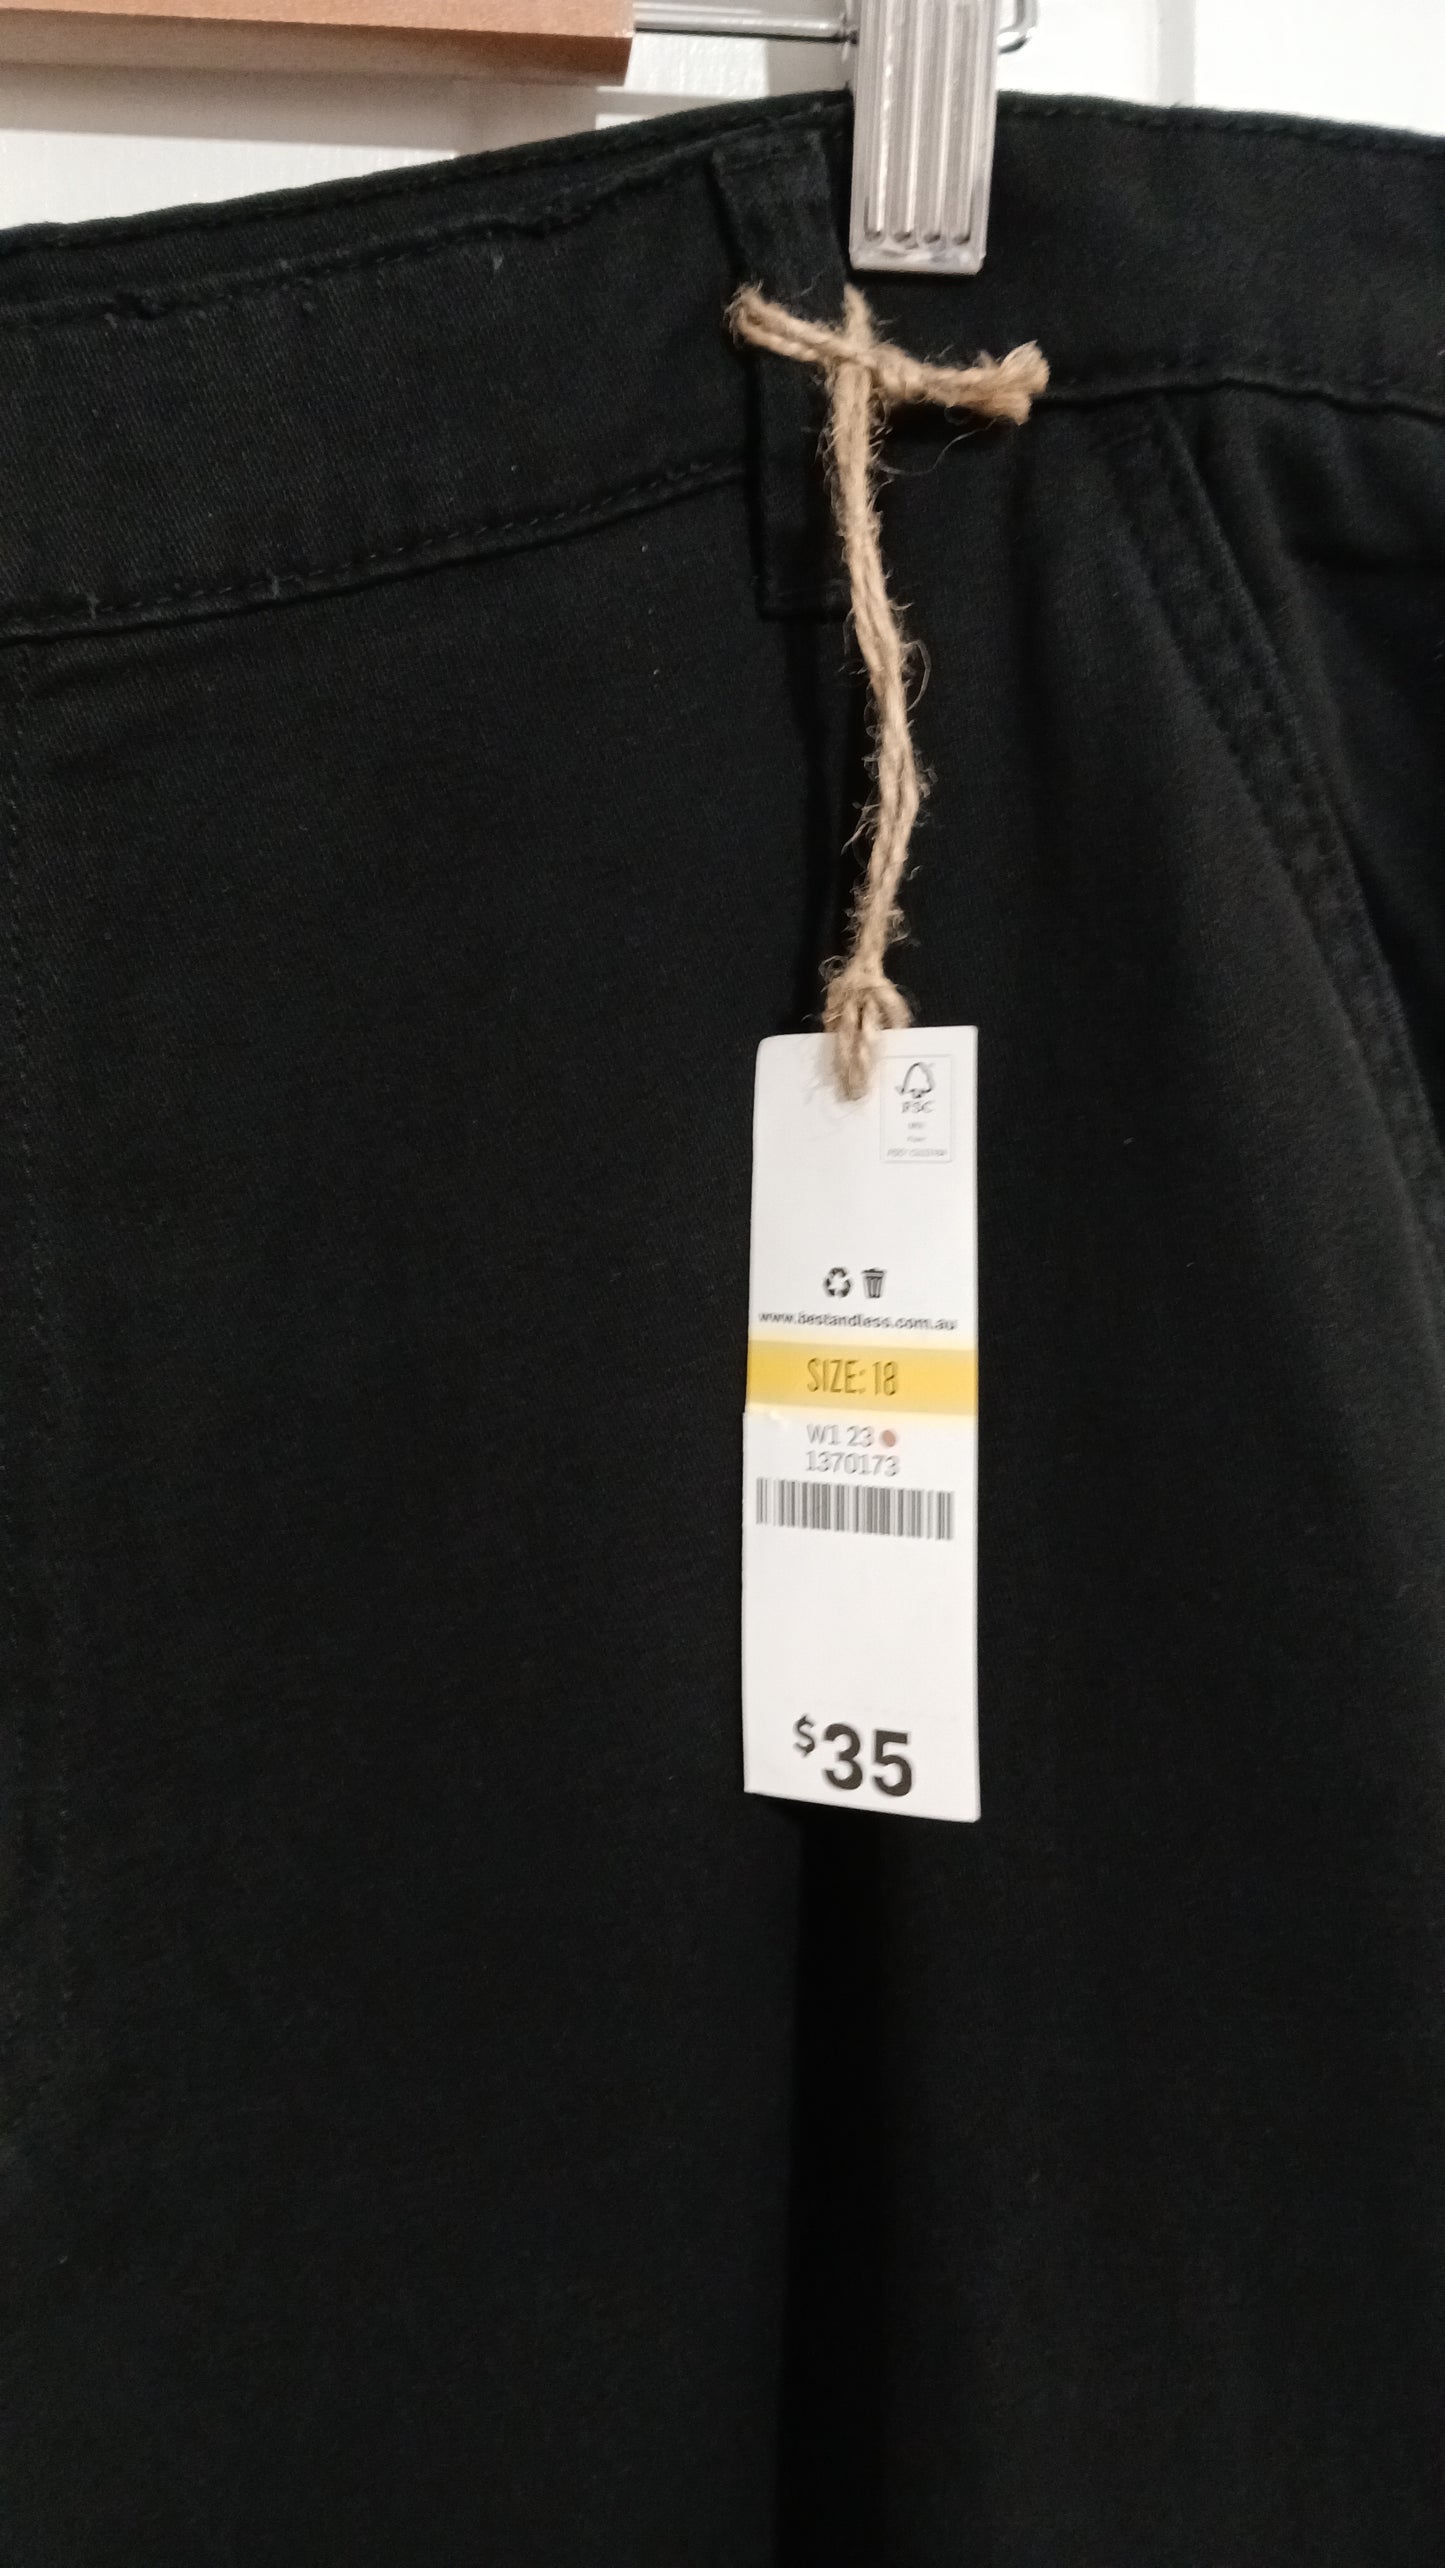 FSC
www.bestandless.com.au
SIZE: 18
W1 23
1370173
$35